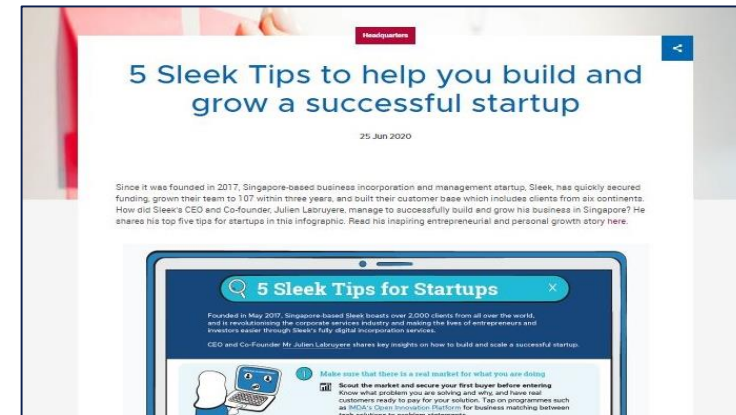 Headquarters
5 Sleek Tips to help you build and
grow a successful startup
25 Jun 2020
Since it was founded in 2017, Singapore-based business incorporation and management startup, Sleek, has quickly secured
funding, grown their team to 107 within three years, and built their customer base which includes clients from six continents.
How did Sleek's CEO and Co-founder, Julien Labruyere, manage to successfully build and grow his business in Singapore? He
shares his top five tips for startups in this infographic. Read his inspiring entrepreneurial and personal growth story here.
5 Sleek Tips for Startups
X
Founded in May 2017, Singapore-based Sleek boasts over 2,000 clients from all over the world,
and is revolutionising the corporate services industry and making the lives of entrepreneurs and
investors easier through Sleek's fully digital incorporation services.
CEO and Co-Founder Mr Julien Labruyere shares key insights on how to build and scale a successful startup.
1 Make sure that there is a real market for what you are doing
Scout the market and secure your first buyer before entering
Know what problem you are solving and why, and have real
customers ready to pay for your solution. Tap on programmes such
as IMDA's Open Innovation Platform for business matching between
tech solutions to problem statements